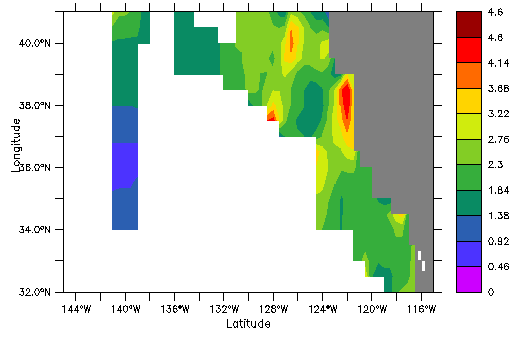 40.0°N
38.0°N
36.0°N
34.0°N
32.0°N
Longitude
144°W
140°W
136°W
132°W
128°W
124°W
120°W
116°W
Latitude
4.6
4.6
4.14
3.68
3.22
2.76
2.3
1.84
1.38
0.92
0.46
0